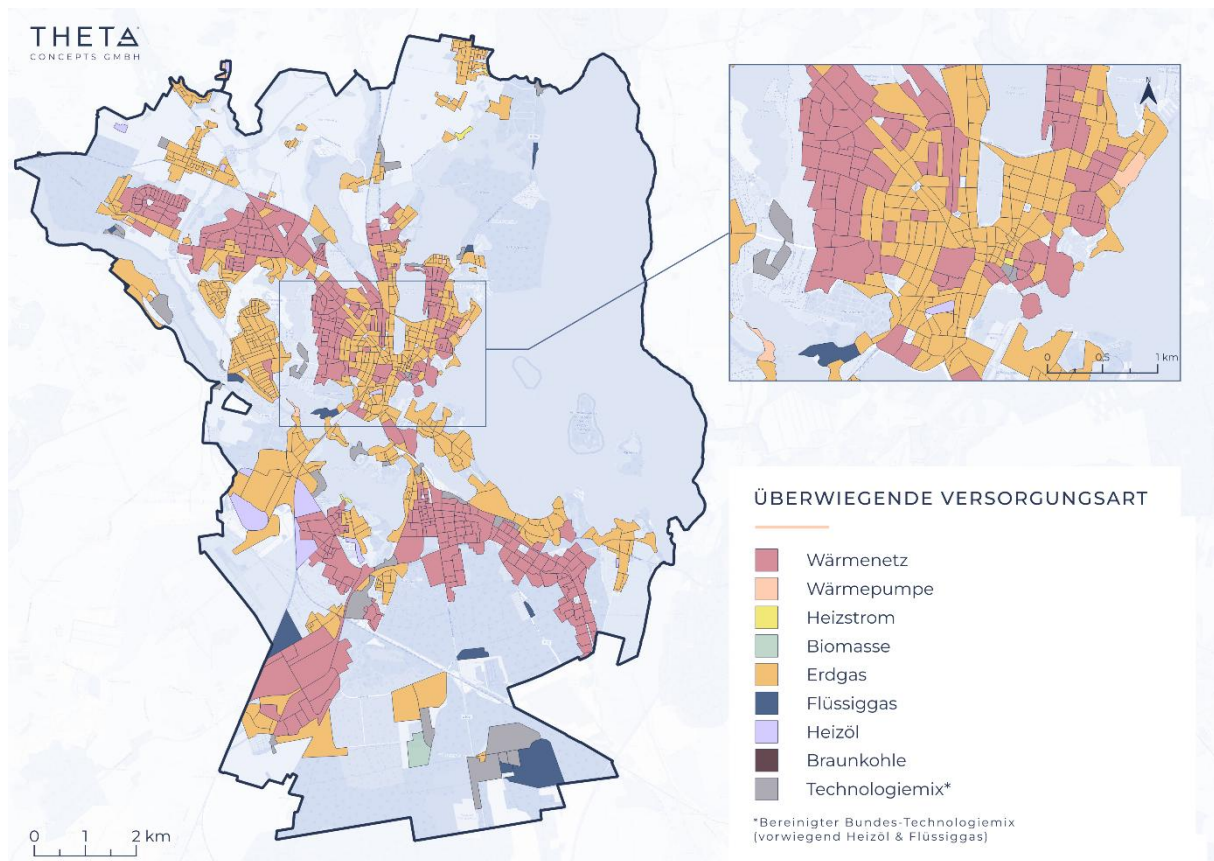 THETA
CONCEPTS GMBH
N
0 0,5 1 km
ÜBERWIEGENDE VERSORGUNGSART
Wärmenetz
Wärmepumpe
Heizstrom
Biomasse
Erdgas
Flüssiggas
Heizöl
Braunkohle
Technologiemix*
*Bereinigter Bundes-Technologiemix
(vorwiegend Heizöl & Flüssiggas)
0 1 2 km